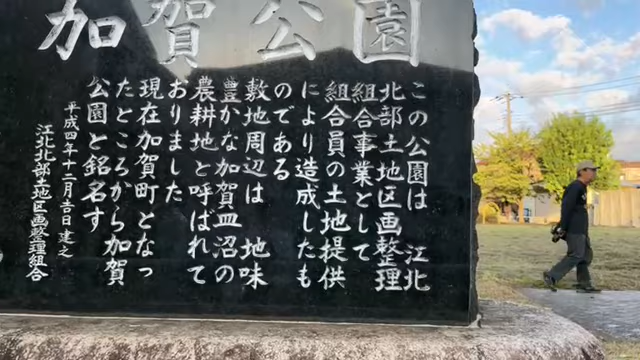 加賀公園
この公園は　江北
北部土地区画整理
組合事業として
組合員の土地提供
により造成したも
のである
敷地周辺は　地味
豊かな加賀皿沼の
農耕地と呼ばれて
おりました
現在加賀町となっ
たところから加賀
公園と銘名す
平成四年十二月吉日建之
江北北部土地区画整理組合